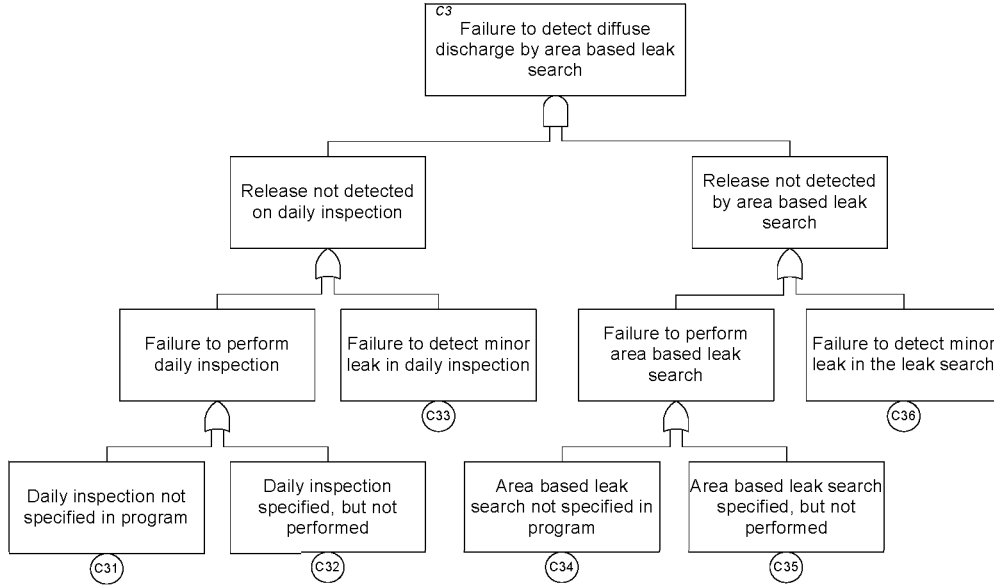 C3
Failure to detect diffuse
discharge by area based leak
search
Release not detected
on daily inspection
Release not detected
by area based leak
search
Failure to perform
daily inspection
Failure to detect minor
leak in daily inspection
Failure to perform
area based leak
search
Failure to detect minor
leak in the leak search
C33
C36
Daily inspection not
specified in program
Daily inspection
specified, but not
performed
Area based leak
search not specified in
program
Area based leak search
specified, but not
performed
C31
C32
C34
C35